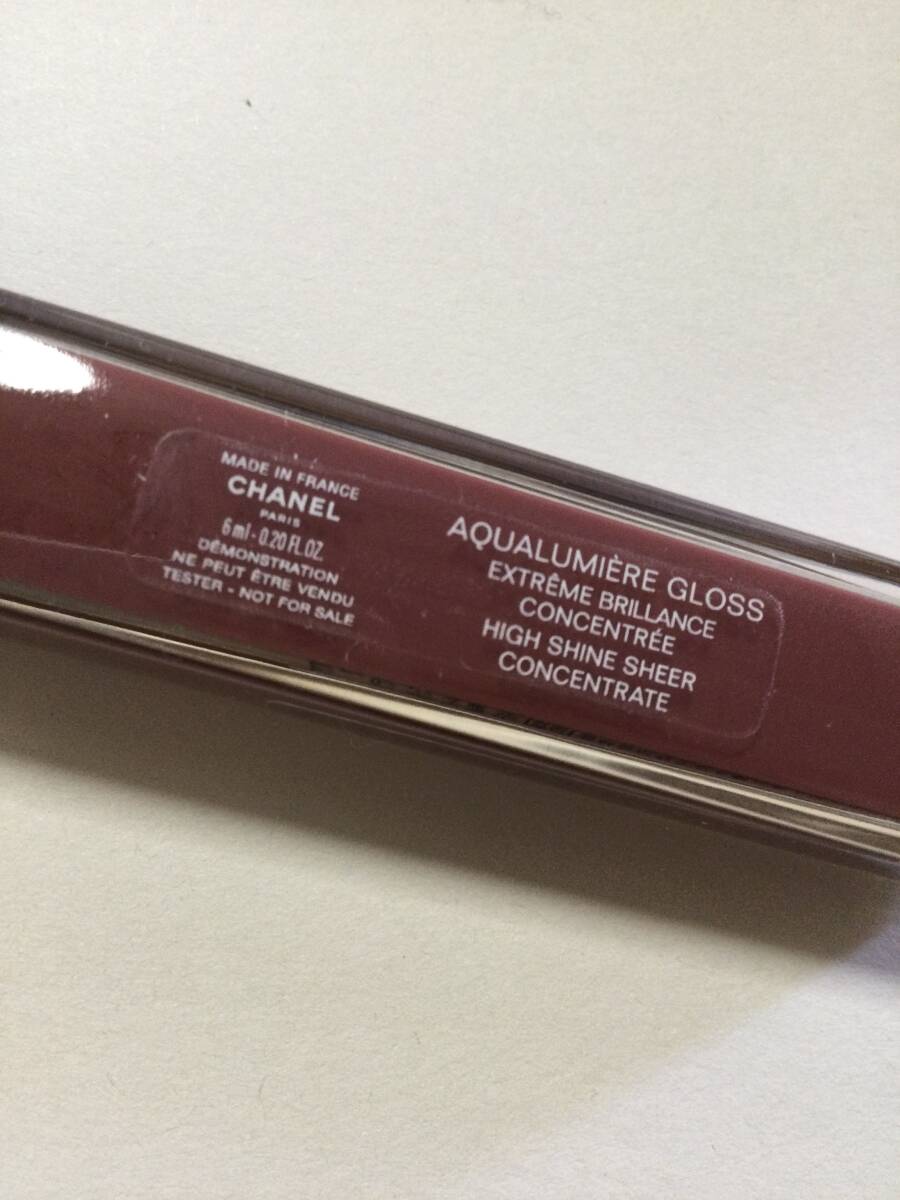 MADE IN FRANCE
CHANEL
PARIS
6 ml - 0.20 FL.OZ.
DÉMONSTRATION
NE PEUT ÊTRE VENDU
TESTER - NOT FOR SALE
AQUALUMIÈRE GLOSS
EXTRÊME BRILLANCE
CONCENTRÉE
HIGH SHINE SHEER
CONCENTRATE